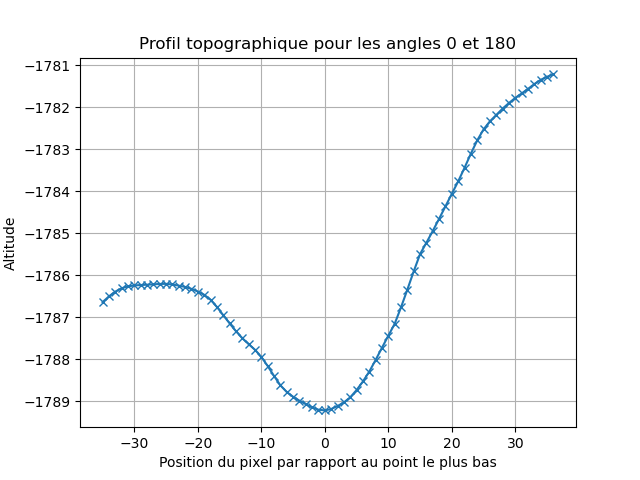 Profil topographique pour les angles 0 et 180
−1781
−1782
−1783
−1784
−1785
−1786
−1787
−1788
−1789
Altitude
−30 −20 −10 0 10 20 30
Position du pixel par rapport au point le plus bas